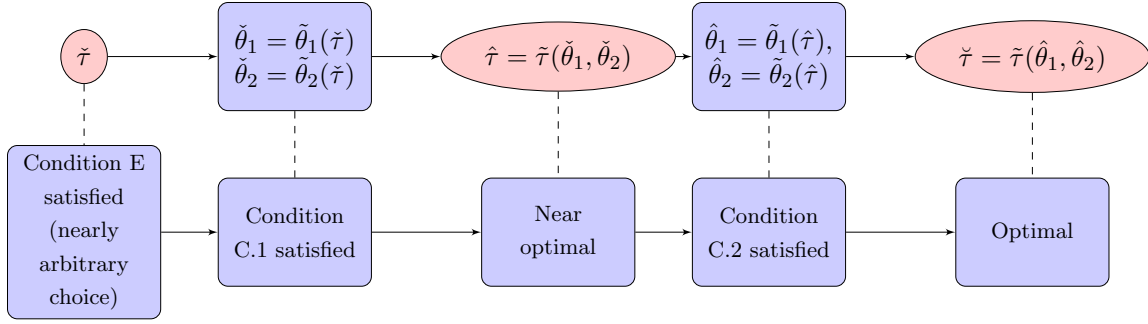 τ̌
θ̌₁ = θ̃₁(τ̌)
θ̌₂ = θ̃₂(τ̌)
τ̂ = τ̃(θ̌₁, θ̌₂)
θ̂₁ = θ̃₁(τ̂),
θ̂₂ = θ̃₂(τ̂)
τ̆ = τ̃(θ̂₁, θ̂₂)
Condition E
satisfied
(nearly
arbitrary
choice)
Condition
C.1 satisfied
Near
optimal
Condition
C.2 satisfied
Optimal